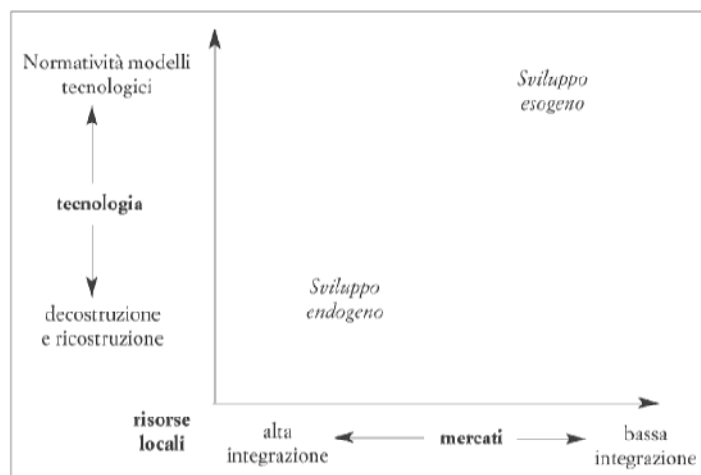 Normatività modelli
tecnologici
Sviluppo
esogeno
tecnologia
Sviluppo
endogeno
decostruzione
e ricostruzione
risorse
locali
alta
integrazione
mercati
bassa
integrazione